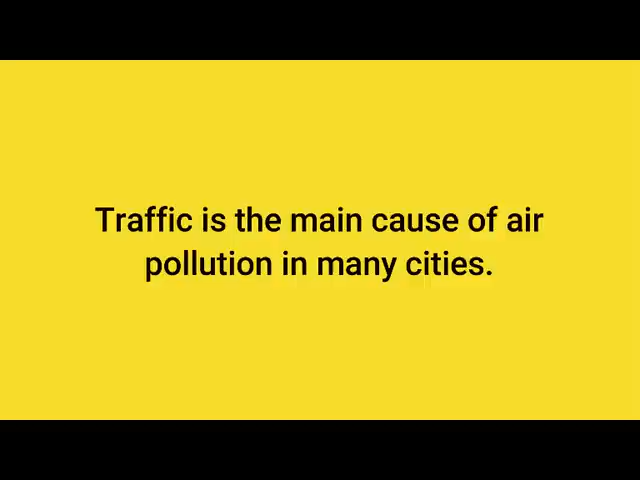 Traffic is the main cause of air
pollution in many cities.